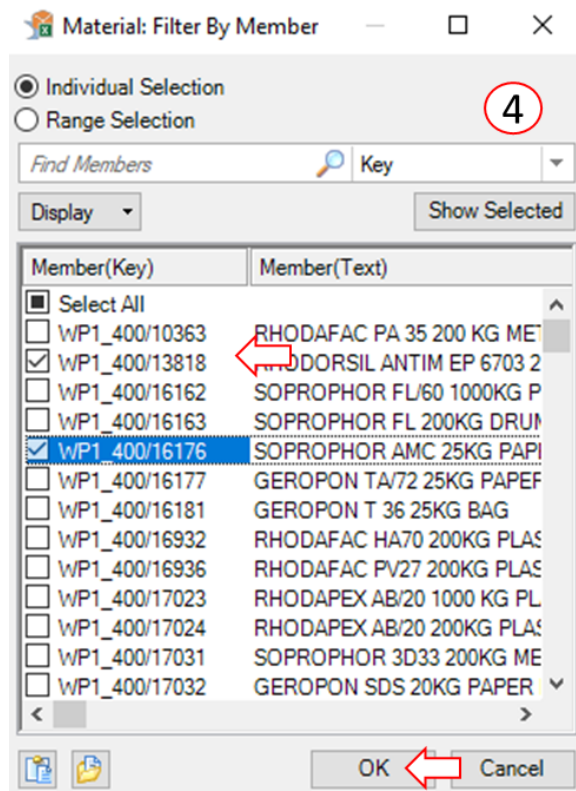 Material: Filter By Member
Individual Selection
Range Selection
4
Find Members Key
Display Show Selected
Member(Key) Member(Text)
Select All
WP1_400/10363 RHODAFAC PA 35 200 KG MET
WP1_400/13818 RHODORSIL ANTIM EP 6703 2
WP1_400/16162 SOPROPHOR FL/60 1000KG P
WP1_400/16163 SOPROPHOR FL 200KG DRUM
WP1_400/16176 SOPROPHOR AMC 25KG PAPI
WP1_400/16177 GEROPON TA/72 25KG PAPER
WP1_400/16181 GEROPON T 36 25KG BAG
WP1_400/16932 RHODAFAC HA70 200KG PLAS
WP1_400/16936 RHODAFAC PV27 200KG PLAS
WP1_400/17023 RHODAPEX AB/20 1000 KG PL
WP1_400/17024 RHODAPEX AB/20 200KG PLAS
WP1_400/17031 SOPROPHOR 3D33 200KG ME
WP1_400/17032 GEROPON SDS 20KG PAPER
OK Cancel